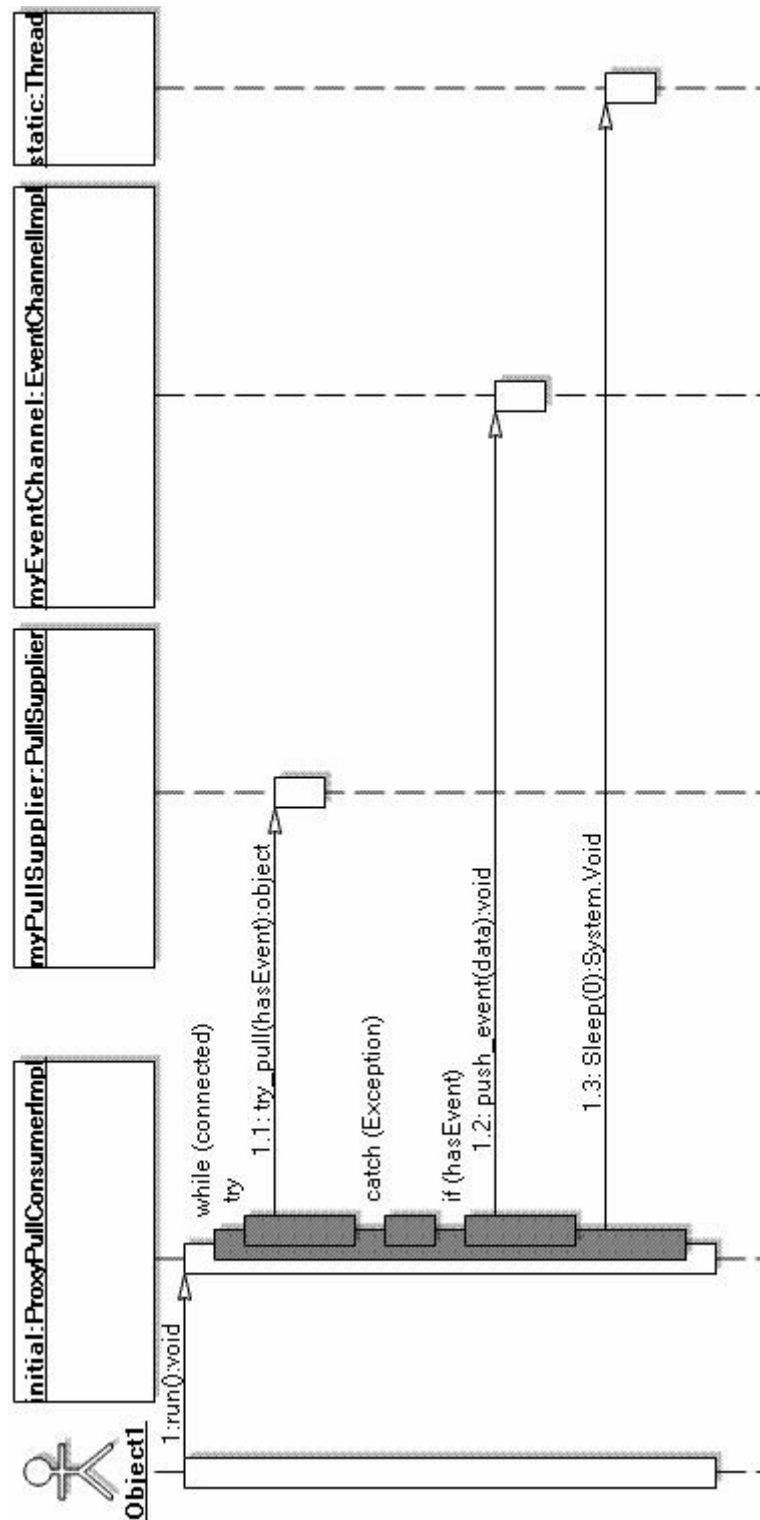 Object1
initial:ProxyPullConsumerImpl
myPullSupplier:PullSupplier
myEventChannel:EventChannelImpl
static:Thread
1:run():void
while (connected)
try
1.1: try_pull(hasEvent):object
catch (Exception)
if (hasEvent)
1.2: push_event(data):void
1.3: Sleep(0):System.Void